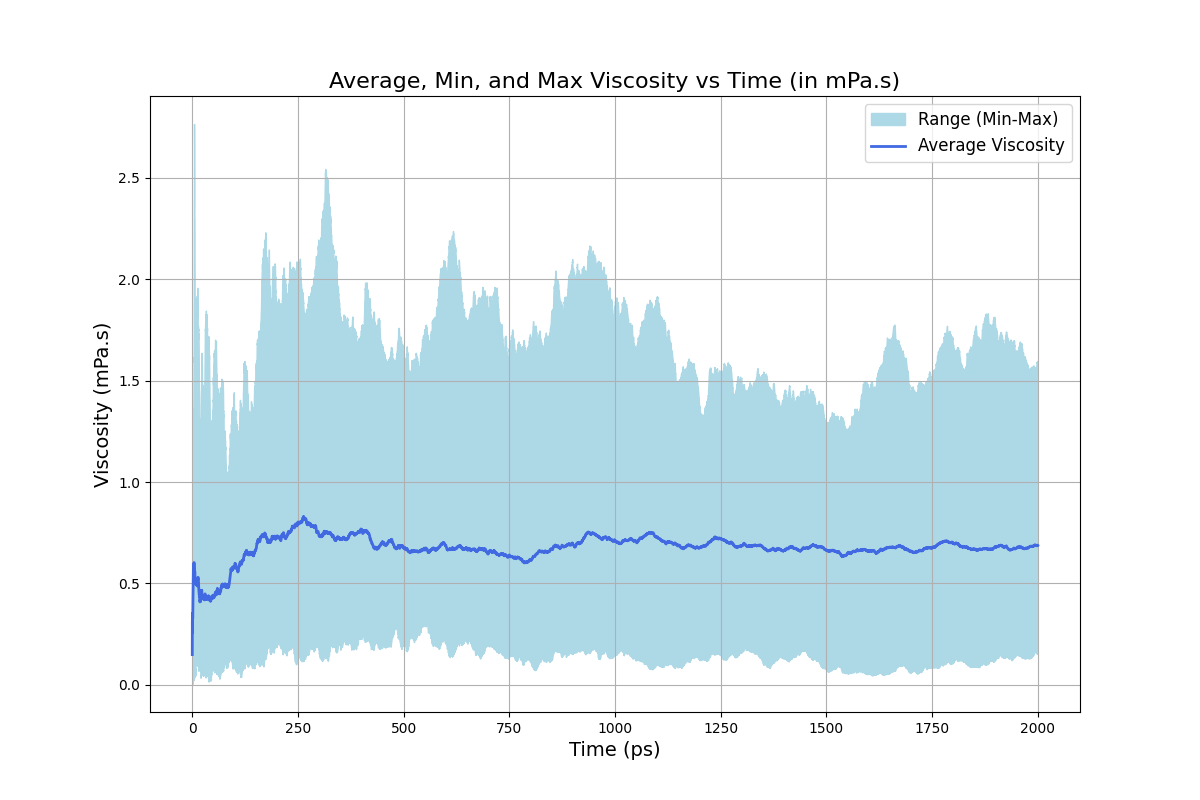 Average, Min, and Max Viscosity vs Time (in mPa.s)
Range (Min-Max)
Average Viscosity
Viscosity (mPa.s)
2.5
2.0
1.5
1.0
0.5
0.0
0 250 500 750 1000 1250 1500 1750 2000
Time (ps)